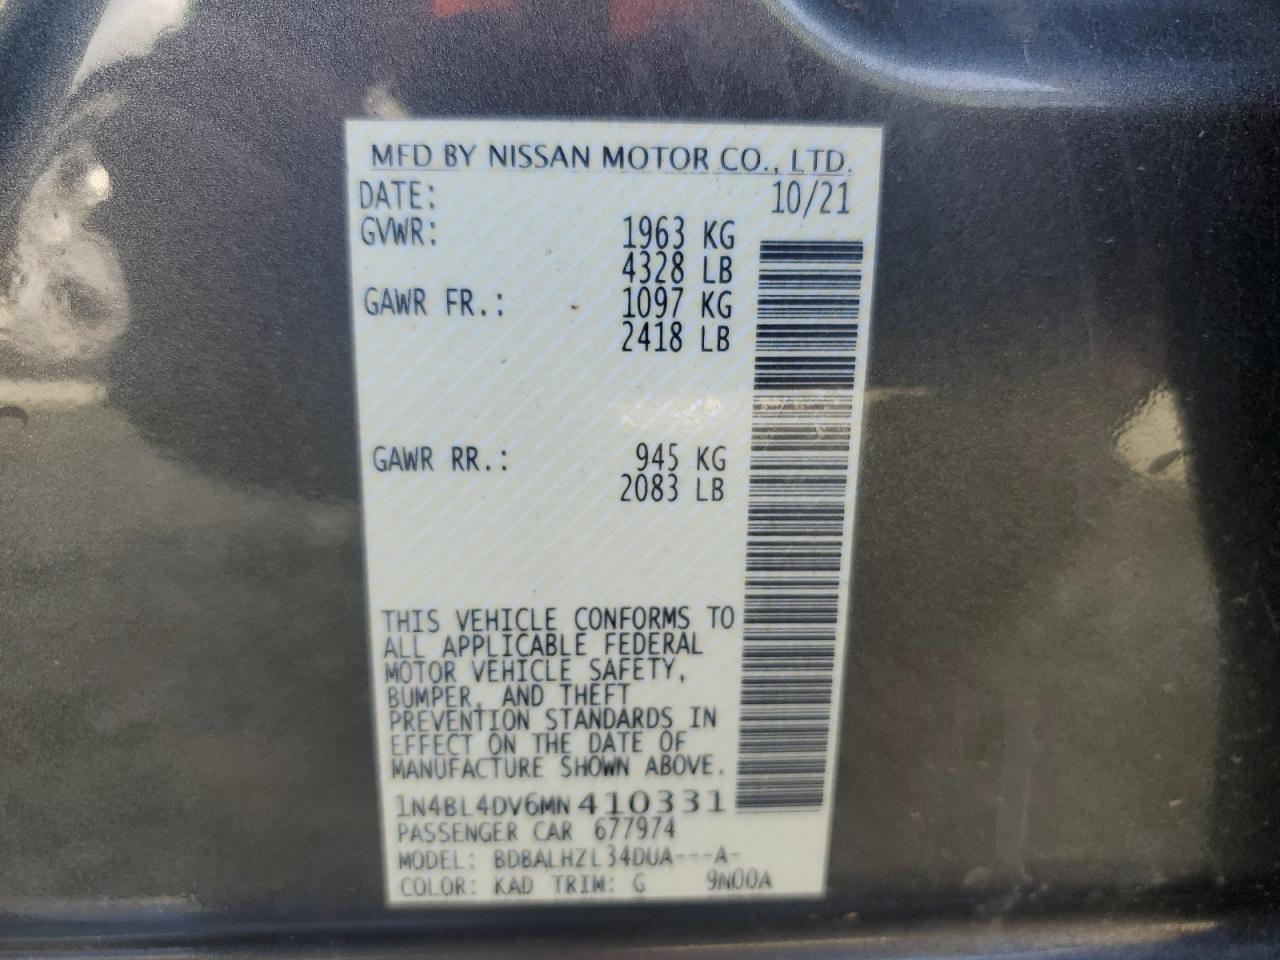 MFD BY NISSAN MOTOR CO., LTD.
DATE: 10/21
GVWR: 1963 KG
4328 LB
GAWR FR.: 1097 KG
2418 LB
GAWR RR.: 945 KG
2083 LB
THIS VEHICLE CONFORMS TO
ALL APPLICABLE FEDERAL
MOTOR VEHICLE SAFETY,
BUMPER, AND THEFT
PREVENTION STANDARDS IN
EFFECT ON THE DATE OF
MANUFACTURE SHOWN ABOVE.
1N4BL4DV6MN410331
PASSENGER CAR 677974
MODEL: BDBALHZL34DUA---A-
COLOR: KAD TRIM: G 9N00A